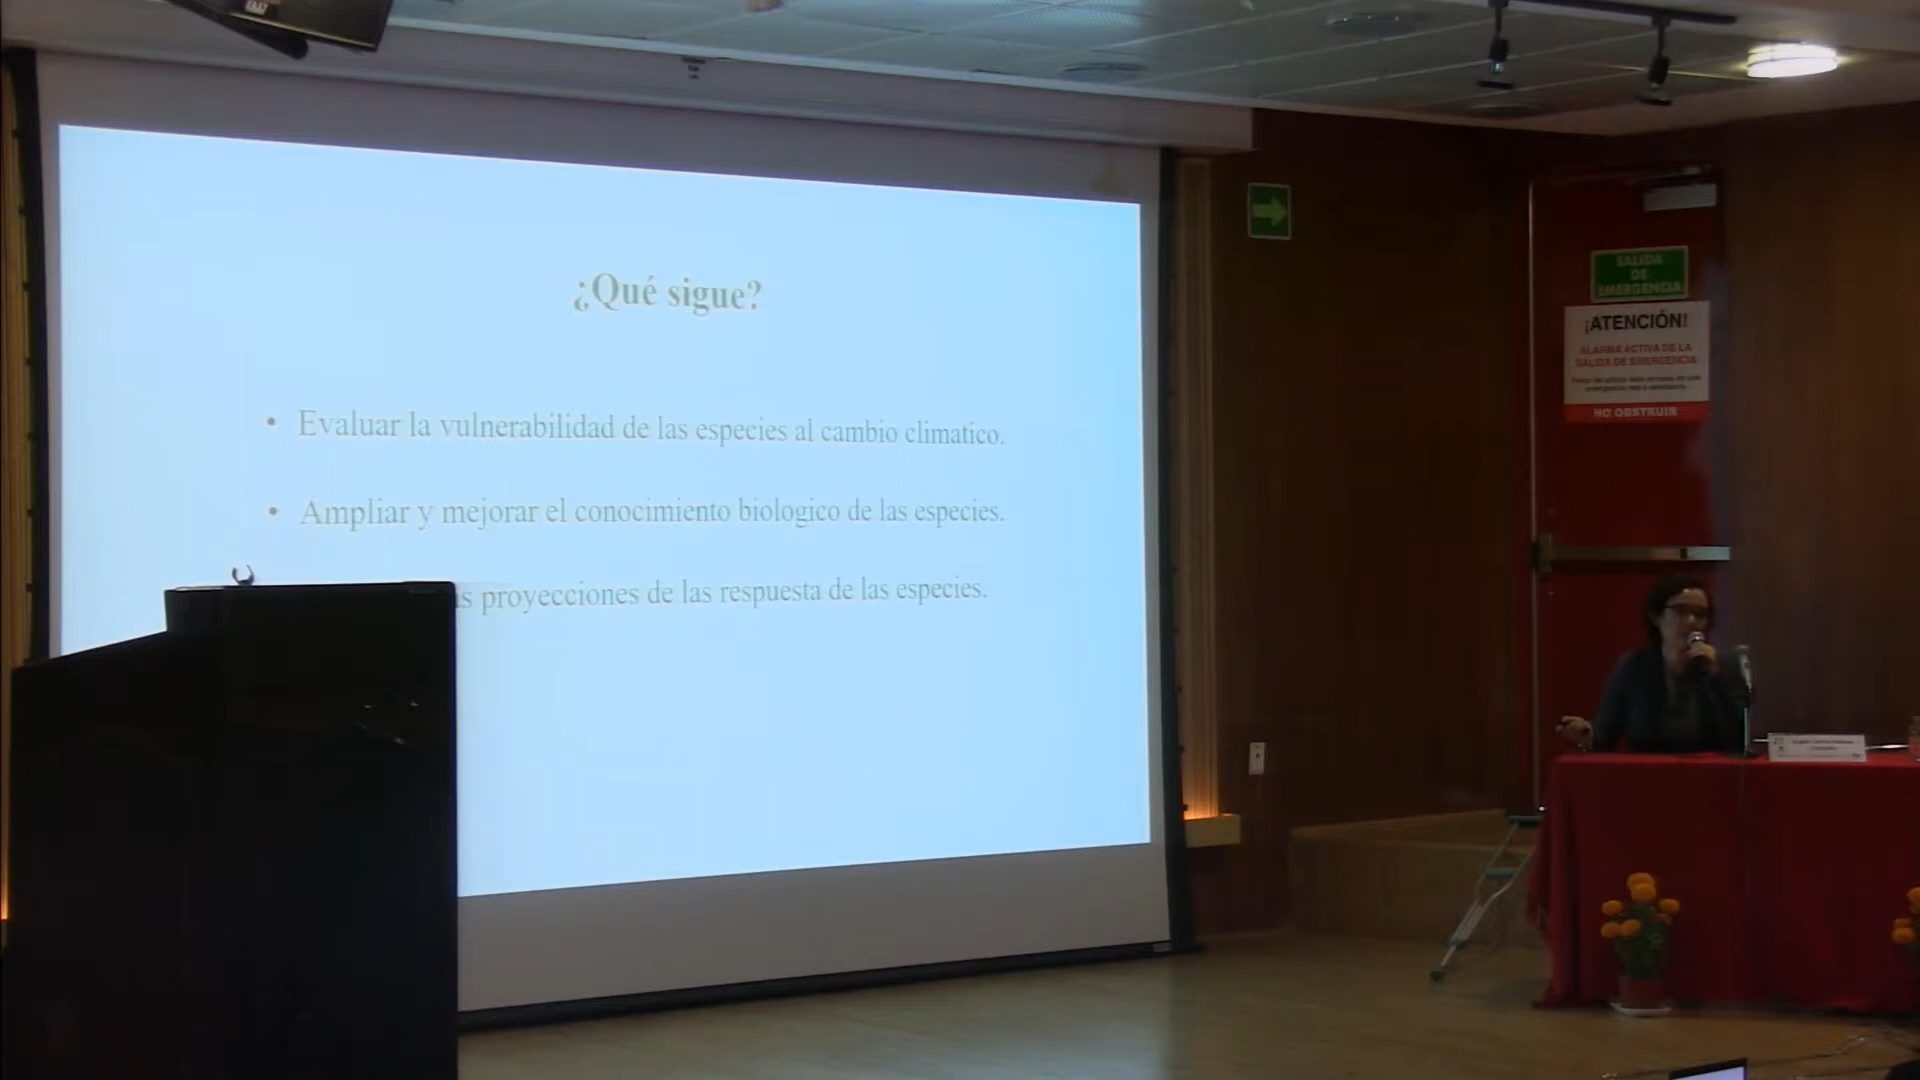 ¿Qué sigue?
• Evaluar la vulnerabilidad de las especies al cambio climatico.
• Ampliar y mejorar el conocimiento biologico de las especies.
s proyecciones de las respuesta de las especies.
SALIDA
DE
EMERGENCIA
¡ATENCIÓN!
ALARMA ACTIVA DE LA
SALIDA DE EMERGENCIA
NO OBSTRUIR